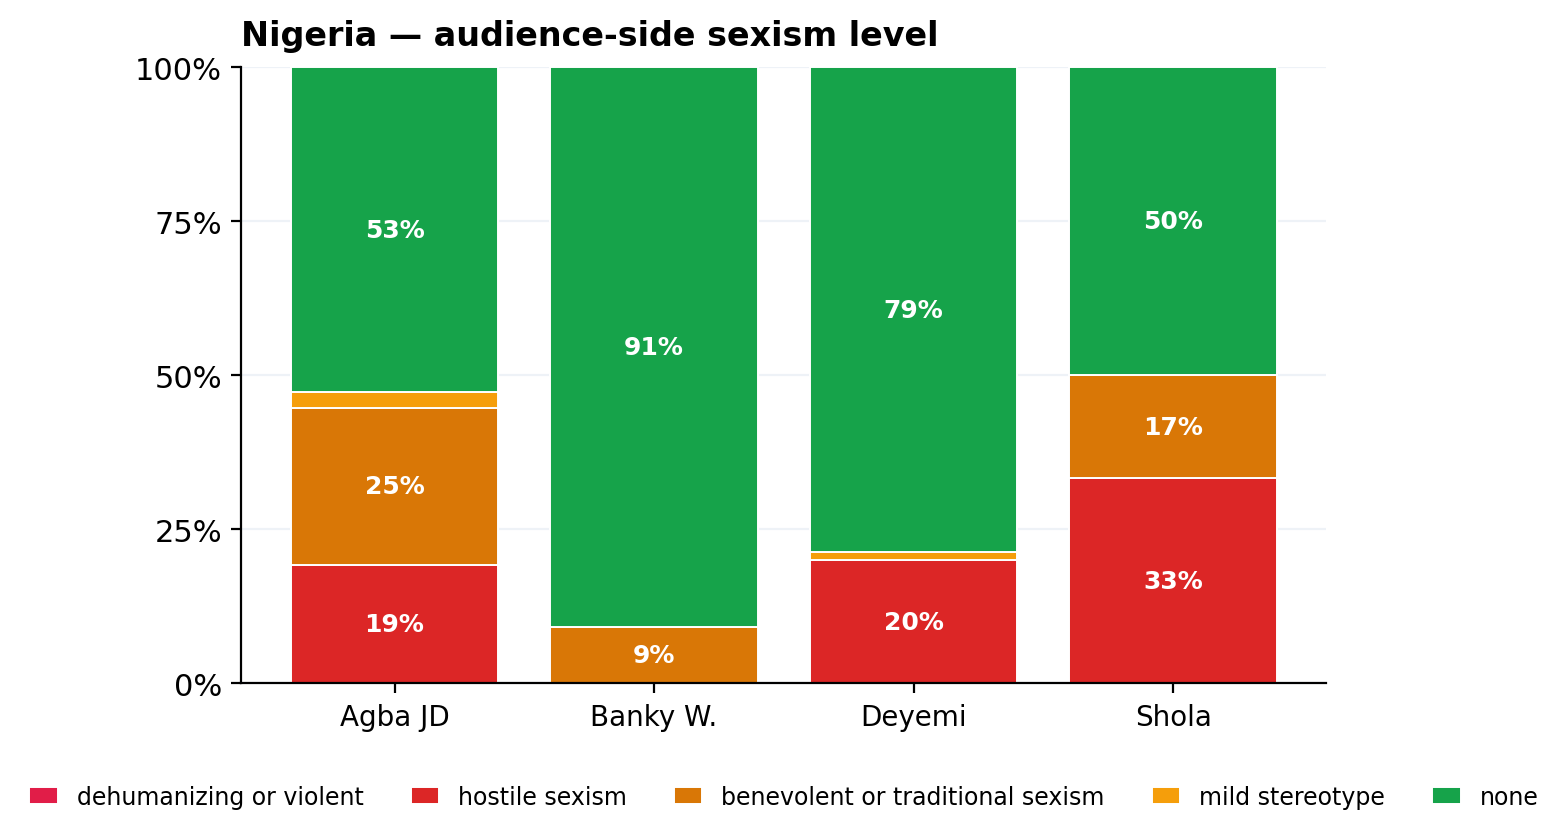 Nigeria — audience-side sexism level
100%
75%
50%
25%
0%
53%
25%
19%
91%
9%
79%
20%
50%
17%
33%
Agba JD
Banky W.
Deyemi
Shola
dehumanizing or violent
hostile sexism
benevolent or traditional sexism
mild stereotype
none